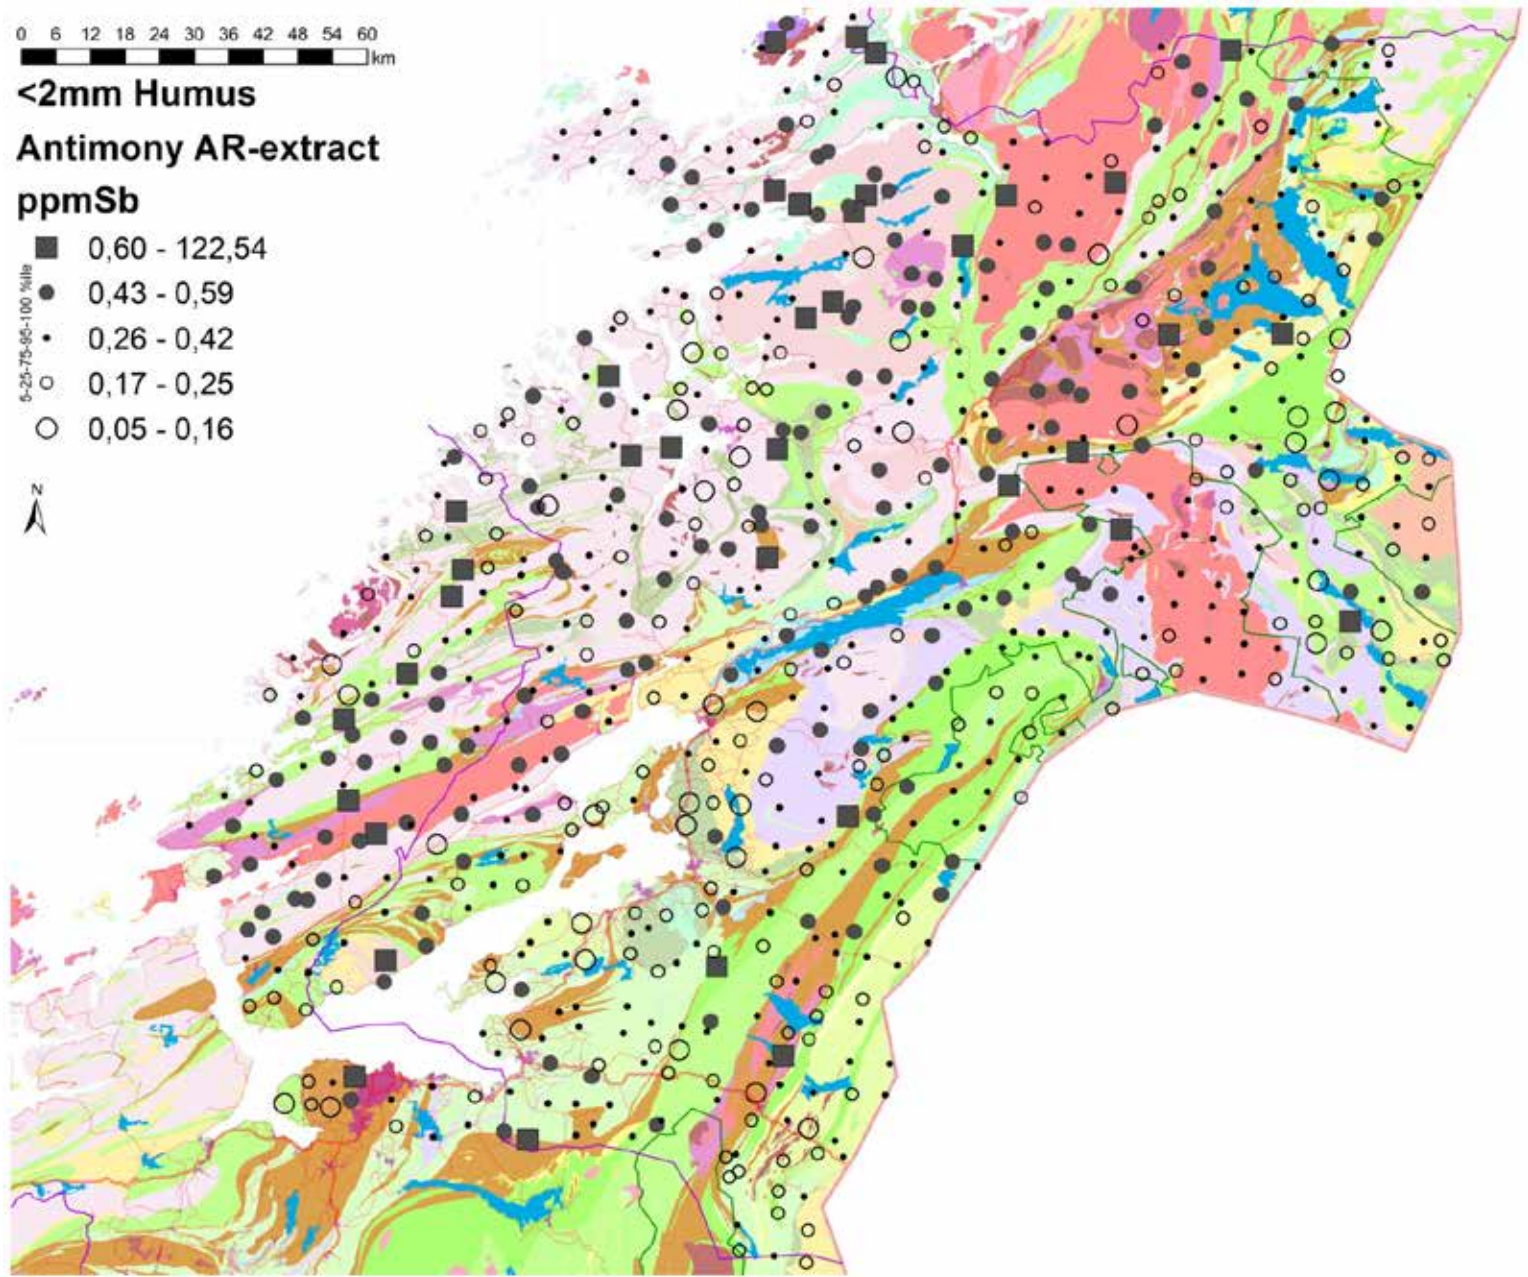 0 6 12 18 24 30 36 42 48 54 60
km
<2mm Humus
Antimony AR-extract
ppmSb
0,60 - 122,54
0,43 - 0,59
0,26 - 0,42
0,17 - 0,25
0,05 - 0,16
5-25-75-95-100 %ile
N